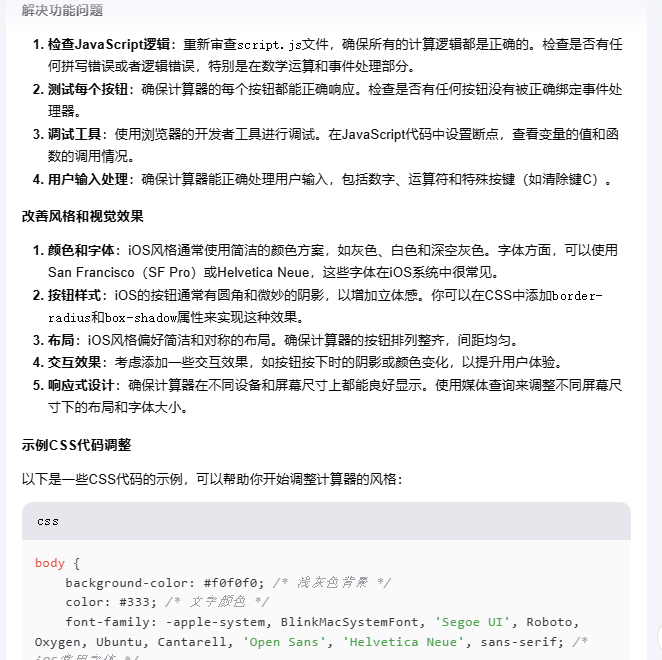 解决功能问题
1. 检查JavaScript逻辑：重新审查script.js文件，确保所有的计算逻辑都是正确的。检查是否有任
何拼写错误或者逻辑错误，特别是在数学运算和事件处理部分。
2. 测试每个按钮：确保计算器的每个按钮都能正确响应。检查是否有任何按钮没有被正确绑定事件处
理器。
3. 调试工具：使用浏览器的开发者工具进行调试。在JavaScript代码中设置断点，查看变量的值和函
数的调用情况。
4. 用户输入处理：确保计算器能正确处理用户输入，包括数字、运算符和特殊按键（如清除键C）。
改善风格和视觉效果
1. 颜色和字体：iOS风格通常使用简洁的颜色方案，如灰色、白色和深空灰色。字体方面，可以使用
San Francisco（SF Pro）或Helvetica Neue，这些字体在iOS系统中很常见。
2. 按钮样式：iOS的按钮通常有圆角和微妙的阴影，以增加立体感。你可以在CSS中添加border-
radius和box-shadow属性来实现这种效果。
3. 布局：iOS风格偏好简洁和对称的布局。确保计算器的按钮排列整齐，间距均匀。
4. 交互效果：考虑添加一些交互效果，如按钮按下时的阴影或颜色变化，以提升用户体验。
5. 响应式设计：确保计算器在不同设备和屏幕尺寸上都能良好显示。使用媒体查询来调整不同屏幕尺
寸下的布局和字体大小。
示例CSS代码调整
以下是一些CSS代码的示例，可以帮助你开始调整计算器的风格：
css
body {
background-color: #f0f0f0; /* 浅灰色背景 */
color: #333; /* 文字颜色 */
font-family: -apple-system, BlinkMacSystemFont, 'Segoe UI', Roboto,
Oxygen, Ubuntu, Cantarell, 'Open Sans', 'Helvetica Neue', sans-serif; /*
iOS常用字体 */